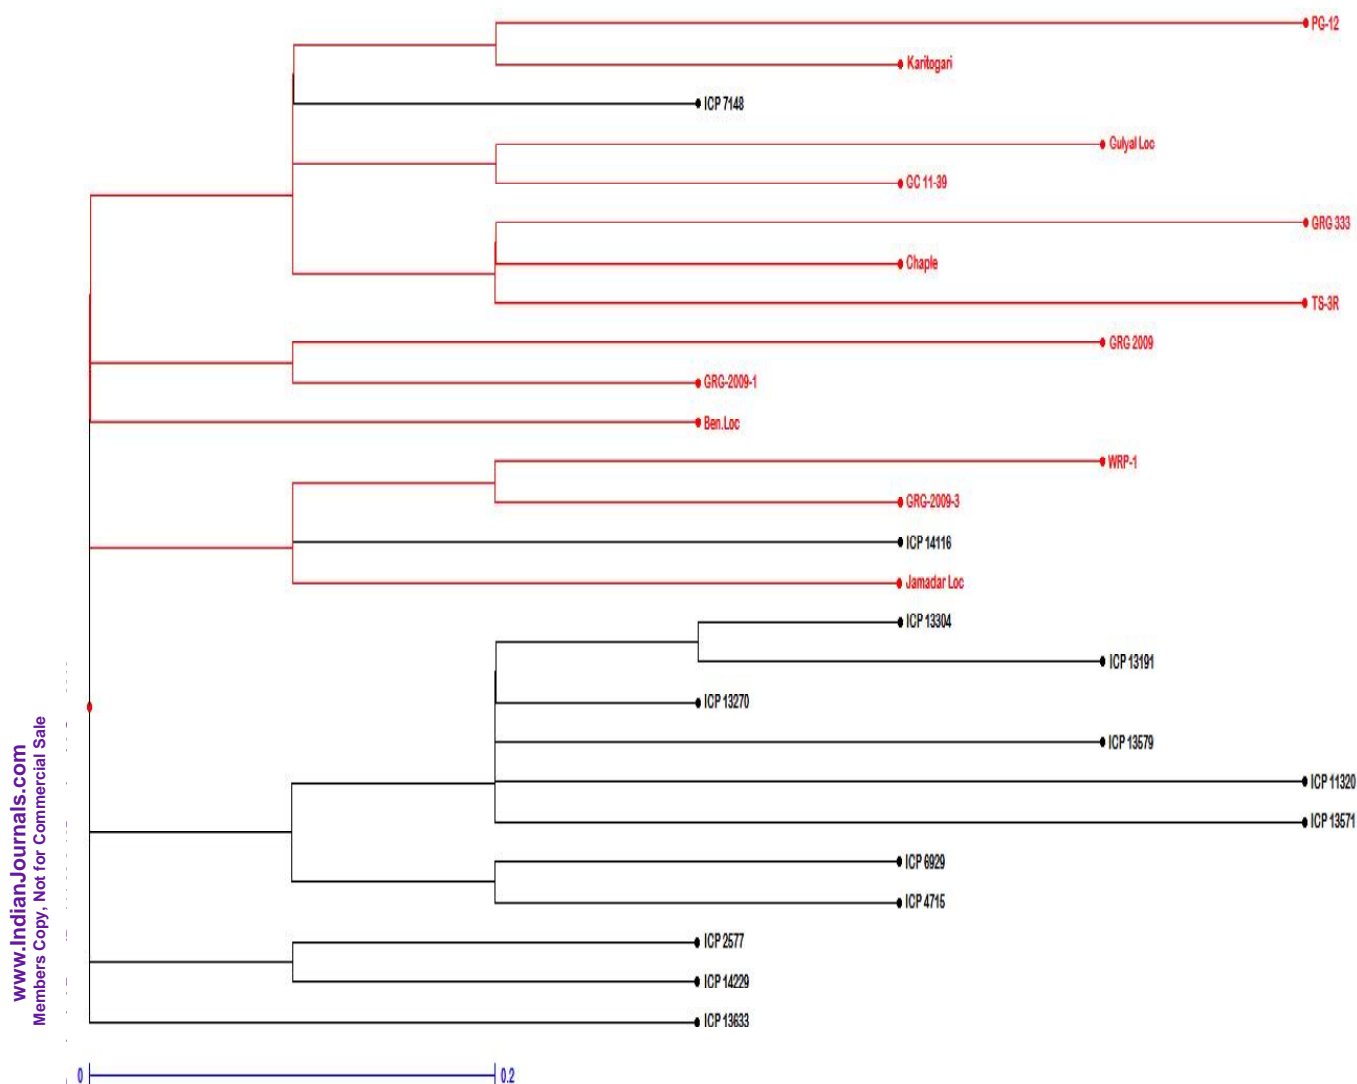 PG-12
Karitogari
ICP 7148
Gulyal Loc
GC 11-39
GRG 333
Chaple
TS-3R
GRG 2009
GRG-2009-1
Ben.Loc
WRP-1
GRG-2009-3
ICP 14116
Jamadar Loc
ICP 13304
ICP 13191
ICP 13270
ICP 13579
ICP 11320
ICP 13571
ICP 6929
ICP 4715
ICP 2577
ICP 14229
ICP 13633
0 0.2
www.IndianJournals.com
Members Copy, Not for Commercial Sale